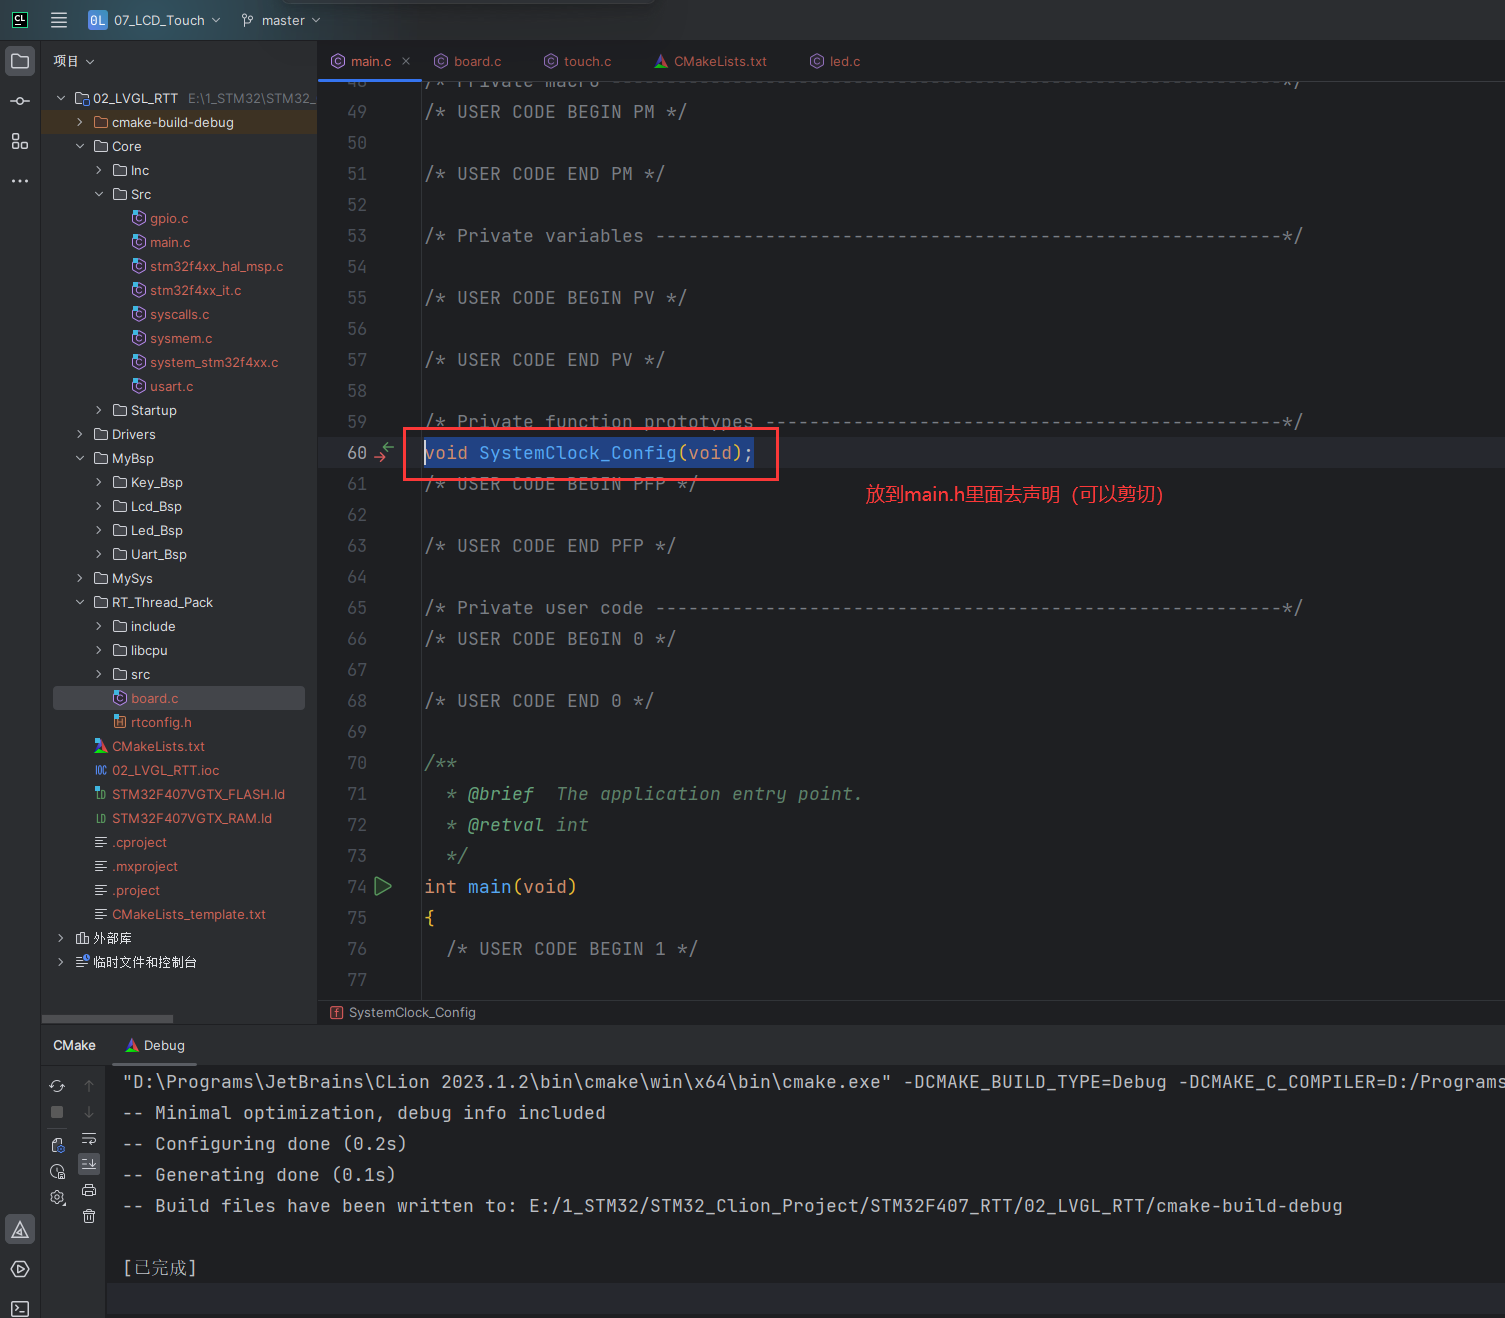 CL
0L 07_LCD_Touch
master
项目
main.c
board.c
touch.c
CMakeLists.txt
led.c
02_LVGL_RTT E:\1_STM32\STM32_
cmake-build-debug
Core
Inc
Src
gpio.c
main.c
stm32f4xx_hal_msp.c
stm32f4xx_it.c
syscalls.c
sysmem.c
system_stm32f4xx.c
usart.c
Startup
Drivers
MyBsp
Key_Bsp
Lcd_Bsp
Led_Bsp
Uart_Bsp
MySys
RT_Thread_Pack
include
libcpu
src
board.c
rtconfig.h
CMakeLists.txt
IOC 02_LVGL_RTT.ioc
LD STM32F407VGTX_FLASH.ld
LD STM32F407VGTX_RAM.ld
.cproject
.mxproject
.project
CMakeLists_template.txt
外部库
临时文件和控制台
48 /* Private macro -------------------------------------------------------------*/
49 /* USER CODE BEGIN PM */
50
51 /* USER CODE END PM */
52
53 /* Private variables ---------------------------------------------------------*/
54
55 /* USER CODE BEGIN PV */
56
57 /* USER CODE END PV */
58
59 /* Private function prototypes -----------------------------------------------*/
60 void SystemClock_Config(void);
61 /* USER CODE BEGIN PFP */
放到main.h里面去声明（可以剪切）
62
63 /* USER CODE END PFP */
64
65 /* Private user code ---------------------------------------------------------*/
66 /* USER CODE BEGIN 0 */
67
68 /* USER CODE END 0 */
69
70 /**
71 * @brief  The application entry point.
72 * @retval int
73 */
74 int main(void)
75 {
76 /* USER CODE BEGIN 1 */
77
f SystemClock_Config
CMake
Debug
"D:\Programs\JetBrains\CLion 2023.1.2\bin\cmake\win\x64\bin\cmake.exe" -DCMAKE_BUILD_TYPE=Debug -DCMAKE_C_COMPILER=D:/Programs
-- Minimal optimization, debug info included
-- Configuring done (0.2s)
-- Generating done (0.1s)
-- Build files have been written to: E:/1_STM32/STM32_Clion_Project/STM32F407_RTT/02_LVGL_RTT/cmake-build-debug
[已完成]